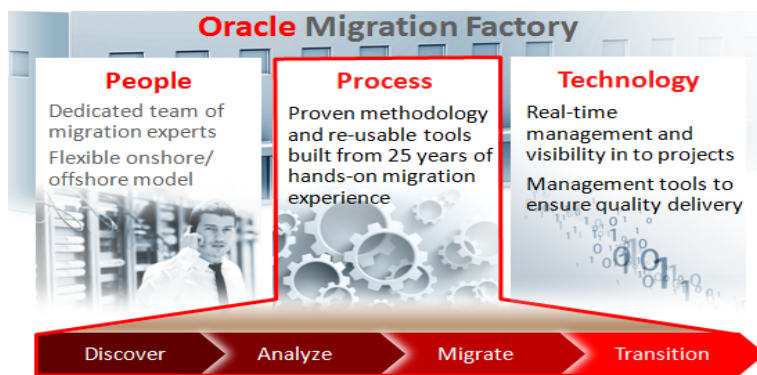 Oracle Migration Factory
People
Dedicated team of
migration experts
Flexible onshore/
offshore model
Process
Proven methodology
and re-usable tools
built from 25 years of
hands-on migration
experience
Technology
Real-time
management and
visibility in to projects
Management tools to
ensure quality delivery
Discover
Analyze
Migrate
Transition